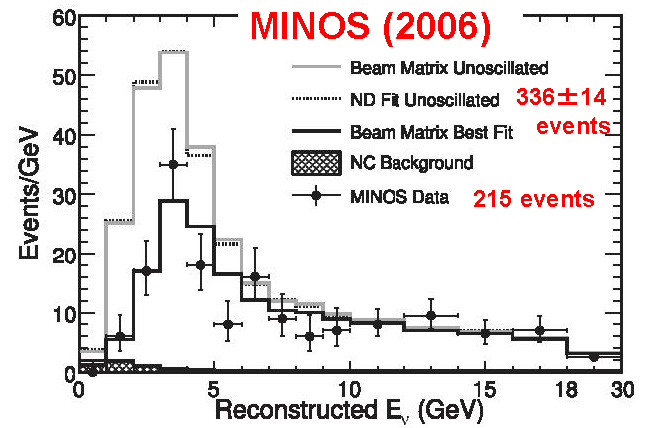 MINOS (2006)
60
50
40
30
20
10
0
Events/GeV
Beam Matrix Unoscillated
ND Fit Unoscillated
336±14
events
Beam Matrix Best Fit
NC Background
MINOS Data
215 events
0 5 10 15 18 30
Reconstructed Eν (GeV)